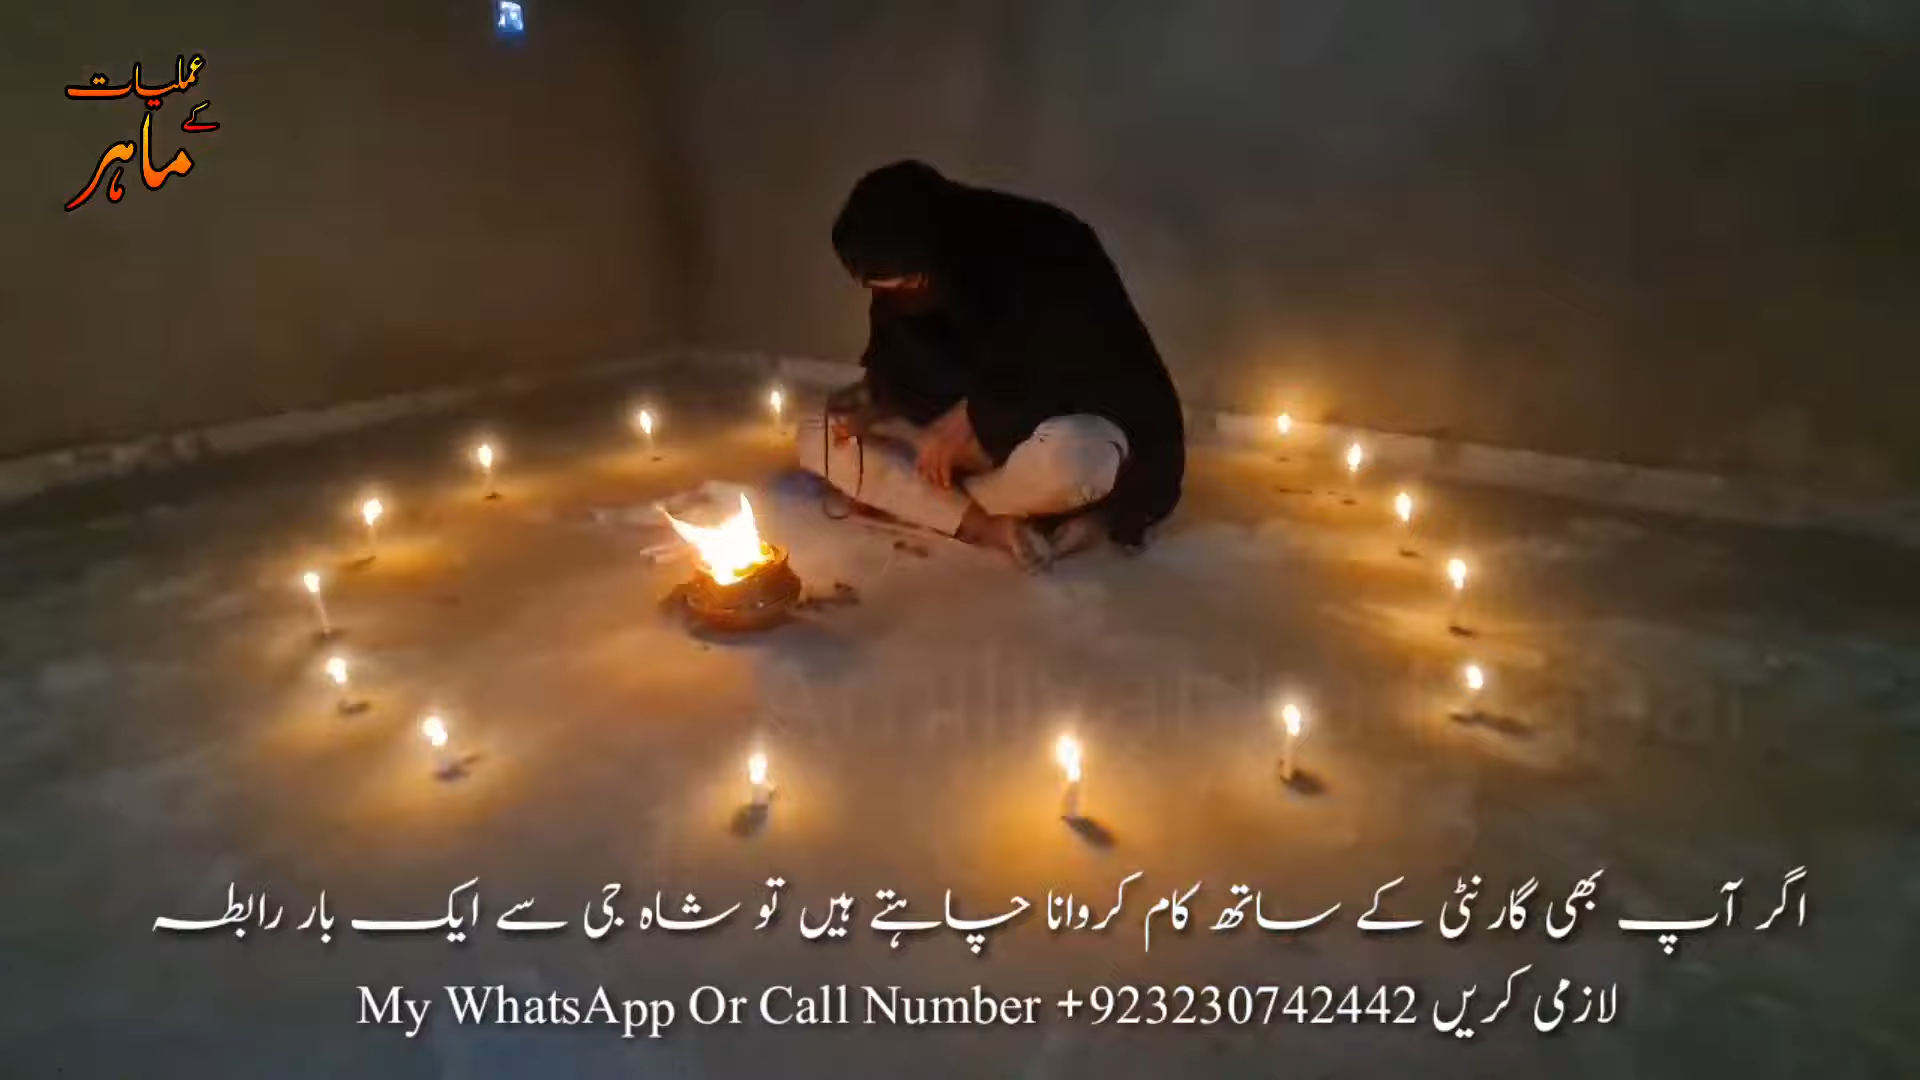 عملیات
کے
ماہر
اگر آپ بھی گارنٹی کے ساتھ کام کروانا چاہتے ہیں تو شاہ جی سے ایک بار رابطہ
لازمی کریں My WhatsApp Or Call Number +923230742442